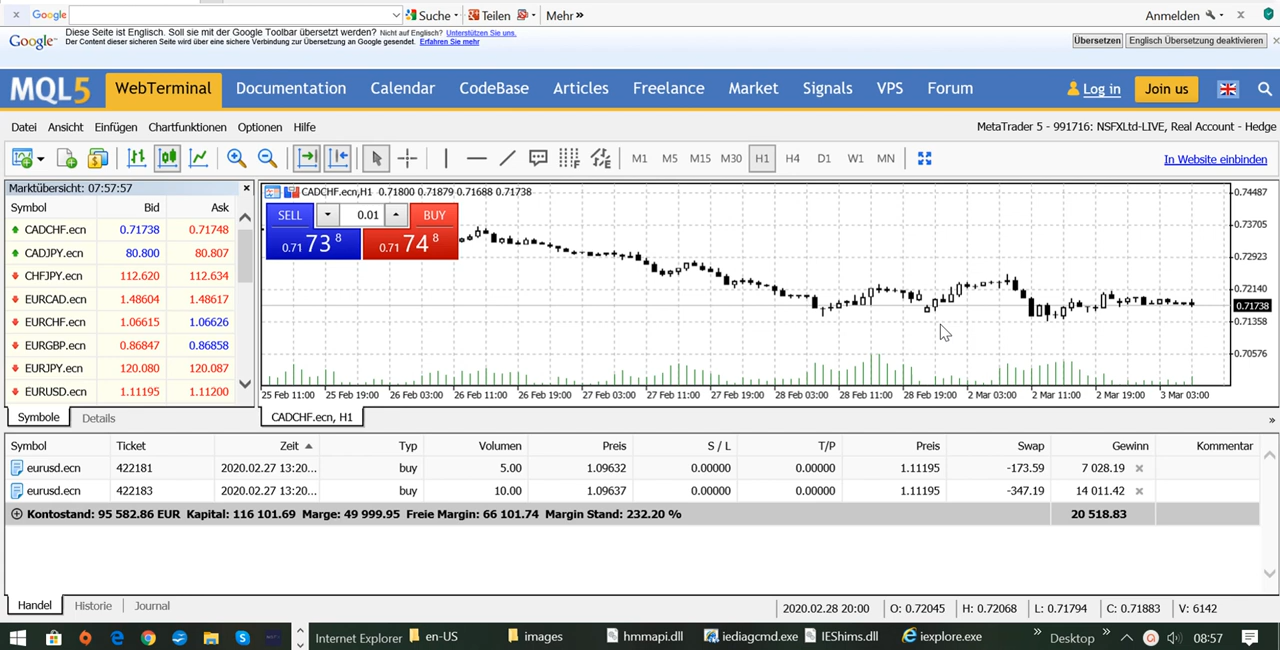 Google Suche Teilen Mehr » Anmelden
Google Diese Seite ist Englisch. Soll sie mit der Google Toolbar übersetzt werden? Nicht auf Englisch? Unterstützen Sie uns.
Der Content dieser sicheren Seite wird über eine sichere Verbindung zur Übersetzung an Google gesendet. Erfahren Sie mehr
Übersetzen Englisch Übersetzung deaktivieren
MQL5 WebTerminal Documentation Calendar CodeBase Articles Freelance Market Signals VPS Forum Log in Join us
Datei Ansicht Einfügen Chartfunktionen Optionen Hilfe MetaTrader 5 - 991716: NSFXLtd-LIVE, Real Account - Hedge
M1 M5 M15 M30 H1 H4 D1 W1 MN In Website einbinden
Marktübersicht: 07:57:57
Symbol Bid Ask
CADCHF.ecn 0.71738 0.71748
CADJPY.ecn 80.800 80.807
CHFJPY.ecn 112.620 112.634
EURCAD.ecn 1.48604 1.48617
EURCHF.ecn 1.06615 1.06626
EURGBP.ecn 0.86847 0.86858
EURJPY.ecn 120.080 120.087
EURUSD.ecn 1.11195 1.11200
Symbole Details
CADCHF.ecn,H1 0.71800 0.71879 0.71688 0.71738
SELL 0.01 BUY
0.71 73 8 0.71 74 8
0.74487
0.73705
0.72923
0.72140
0.71738
0.71358
0.70576
25 Feb 11:00 25 Feb 19:00 26 Feb 03:00 26 Feb 11:00 26 Feb 19:00 27 Feb 03:00 27 Feb 11:00 27 Feb 19:00 28 Feb 03:00 28 Feb 11:00 28 Feb 19:00 2 Mar 03:00 2 Mar 11:00 2 Mar 19:00 3 Mar 03:00
CADCHF.ecn, H1 »
Symbol Ticket Zeit Typ Volumen Preis S / L T/P Preis Swap Gewinn Kommentar
eurusd.ecn 422181 2020.02.27 13:20... buy 5.00 1.09632 0.00000 0.00000 1.11195 -173.59 7 028.19
eurusd.ecn 422183 2020.02.27 13:20... buy 10.00 1.09637 0.00000 0.00000 1.11195 -347.19 14 011.42
Kontostand: 95 582.86 EUR Kapital: 116 101.69 Marge: 49 999.95 Freie Margin: 66 101.74 Margin Stand: 232.20 % 20 518.83
Handel Historie Journal 2020.02.28 20:00 O: 0.72045 H: 0.72068 L: 0.71794 C: 0.71883 V: 6142
Internet Explorer en-US images hmmapi.dll iediagcmd.exe IEShims.dll iexplore.exe » Desktop » 08:57